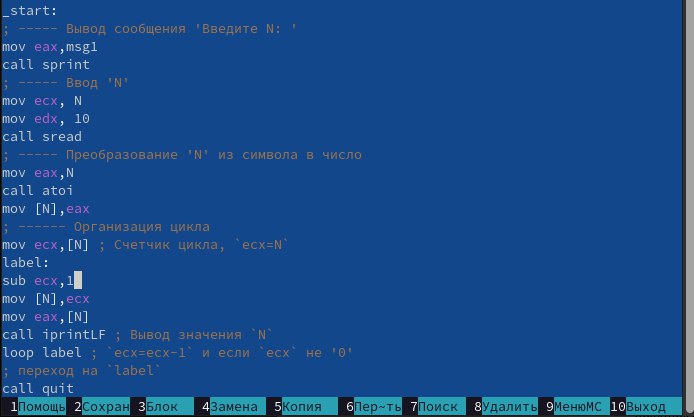 _start:
; ----- Вывод сообщения 'Введите N: '
mov eax,msg1
call sprint
; ----- Ввод 'N'
mov ecx, N
mov edx, 10
call sread
; ----- Преобразование 'N' из символа в число
mov eax,N
call atoi
mov [N],eax
; ------ Организация цикла
mov ecx,[N] ; Счетчик цикла, `ecx=N`
label:
sub ecx,1
mov [N],ecx
mov eax,[N]
call iprintLF ; Вывод значения `N`
loop label ; `ecx=ecx-1` и если `ecx` не '0'
; переход на `label`
call quit
1Помощь 2Сохран 3Блок 4Замена 5Копия 6Пер~ть 7Поиск 8Удалить 9МенюMC 10Выход